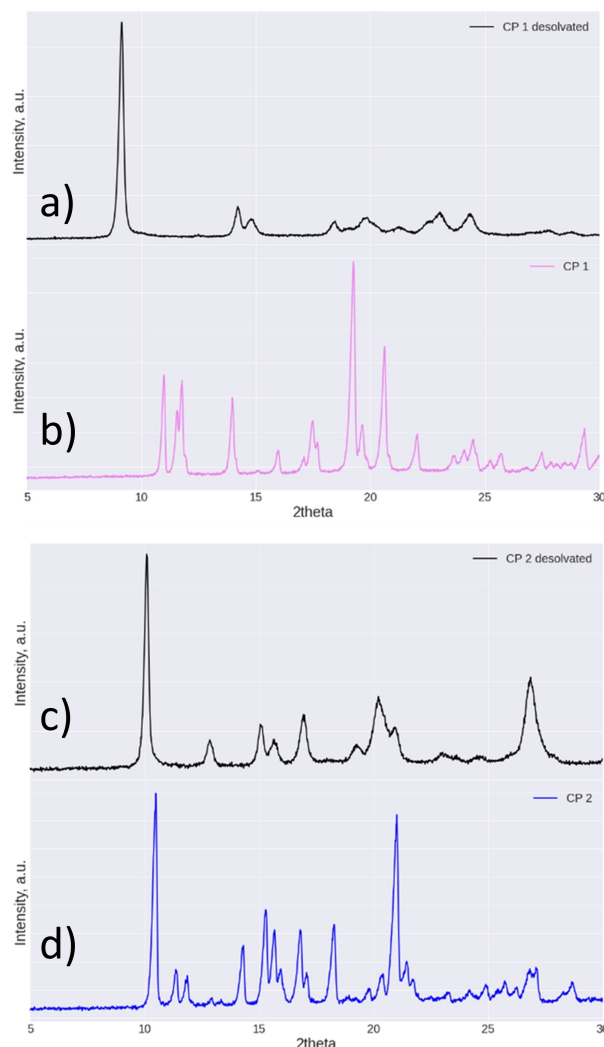 CP 1 desolvated
Intensity, a.u.
a)
CP 1
Intensity, a.u.
b)
5 10 15 20 25 30
2theta
CP 2 desolvated
Intensity, a.u.
c)
CP 2
Intensity, a.u.
d)
5 10 15 20 25 30
2theta